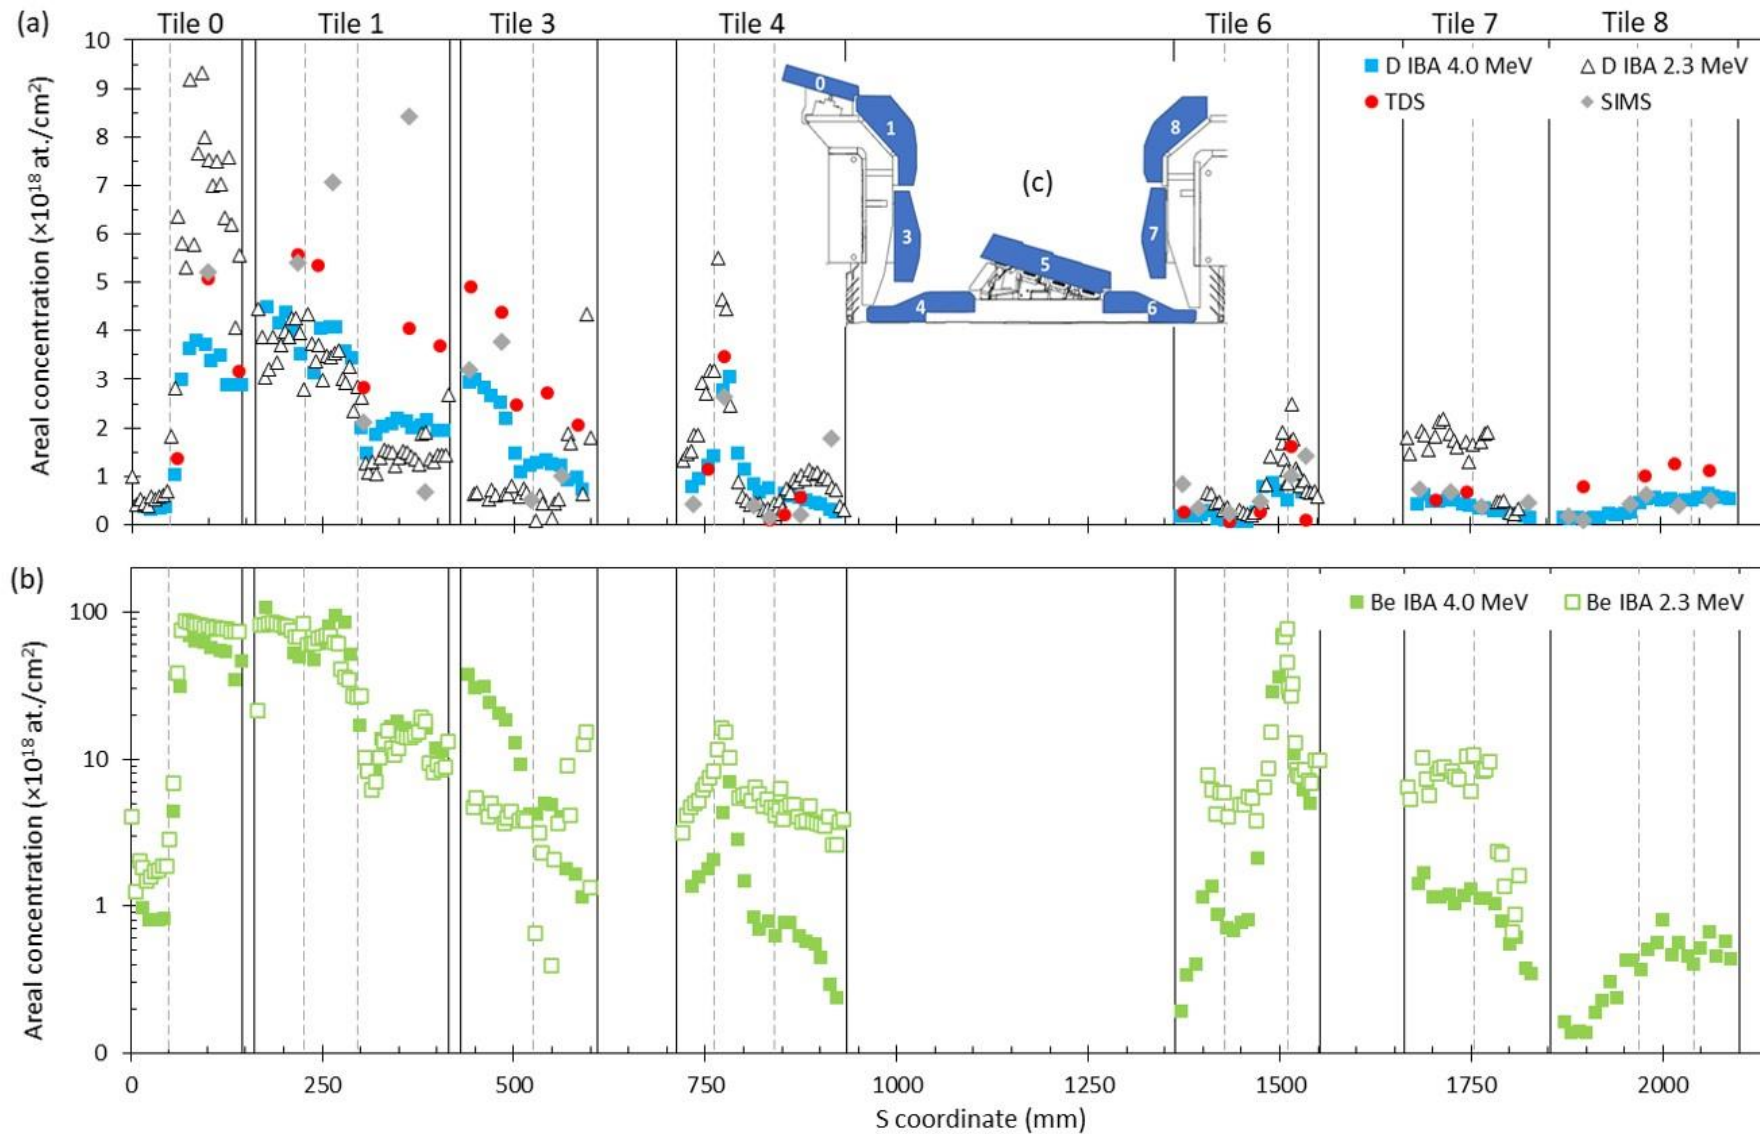 (a) Tile 0 Tile 1 Tile 3 Tile 4 Tile 6 Tile 7 Tile 8
Areal concentration (×10¹⁸ at./cm²)
10
9
8
7
6
5
4
3
2
1
0
D IBA 4.0 MeV D IBA 2.3 MeV
TDS SIMS
(c)
0
1
3
4
5
6
7
8
(b)
Areal concentration (×10¹⁸ at./cm²)
100
10
1
0
Be IBA 4.0 MeV Be IBA 2.3 MeV
0 250 500 750 1000 1250 1500 1750 2000
S coordinate (mm)